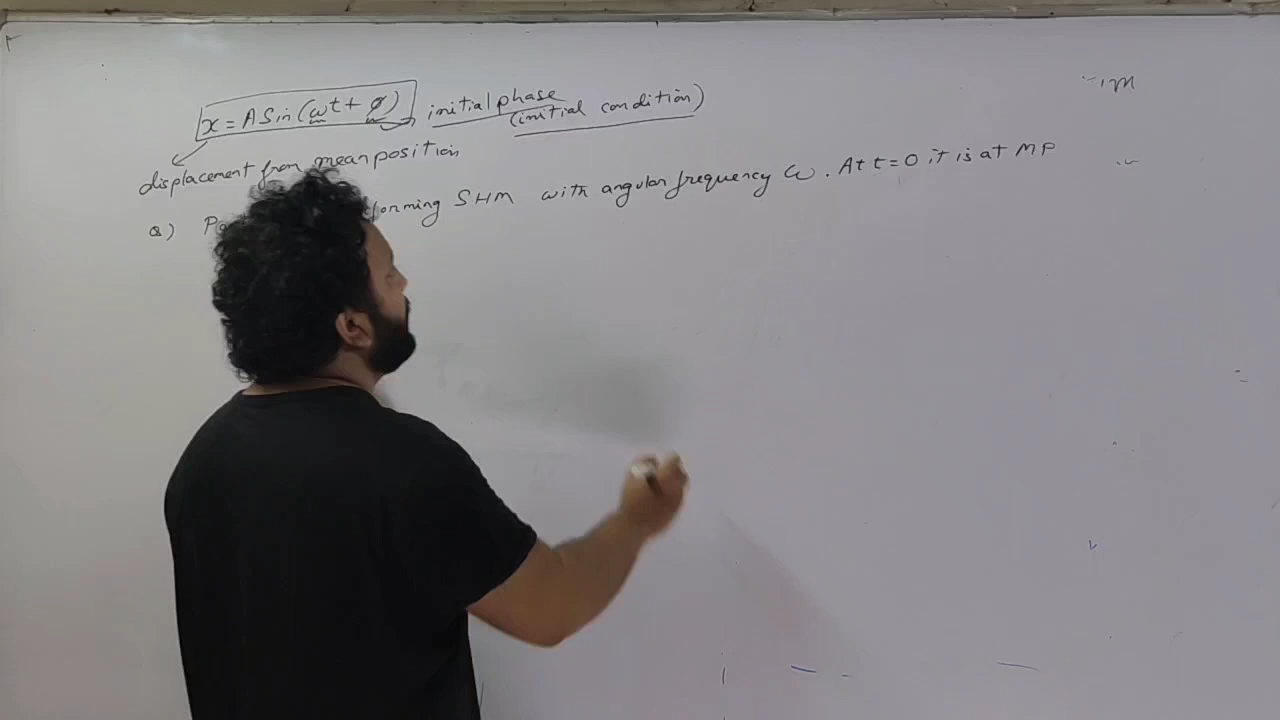 x = A Sin(ωt + φ) initial phase
(initial condition)
displacement from mean position
Q) forming SHM with angular frequency ω. At t=0 it is at MP